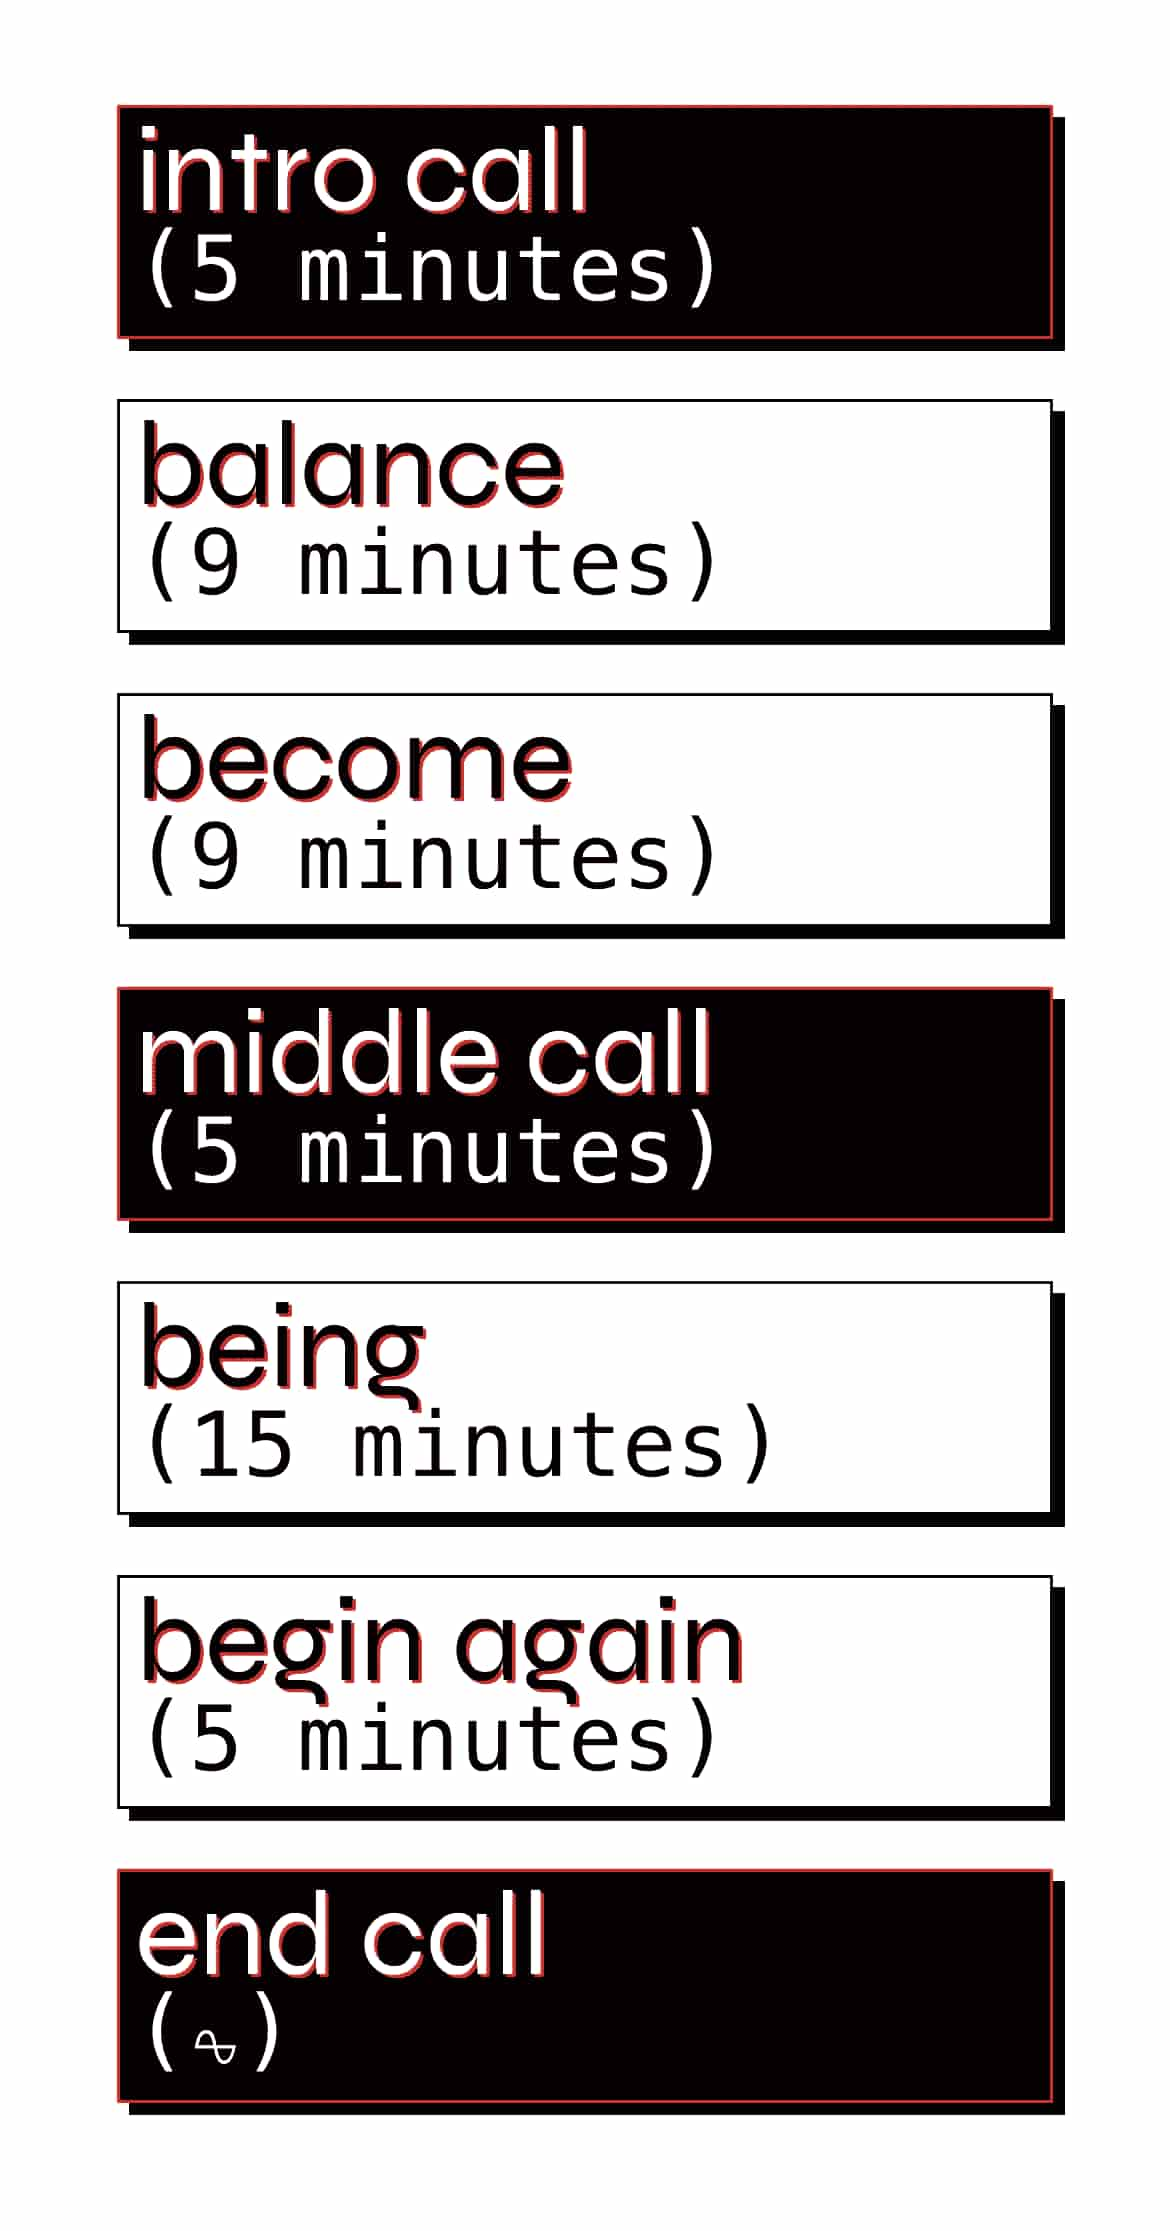 intro call
(5 minutes)
balance
(9 minutes)
become
(9 minutes)
middle call
(5 minutes)
being
(15 minutes)
begin again
(5 minutes)
end call
(∿)